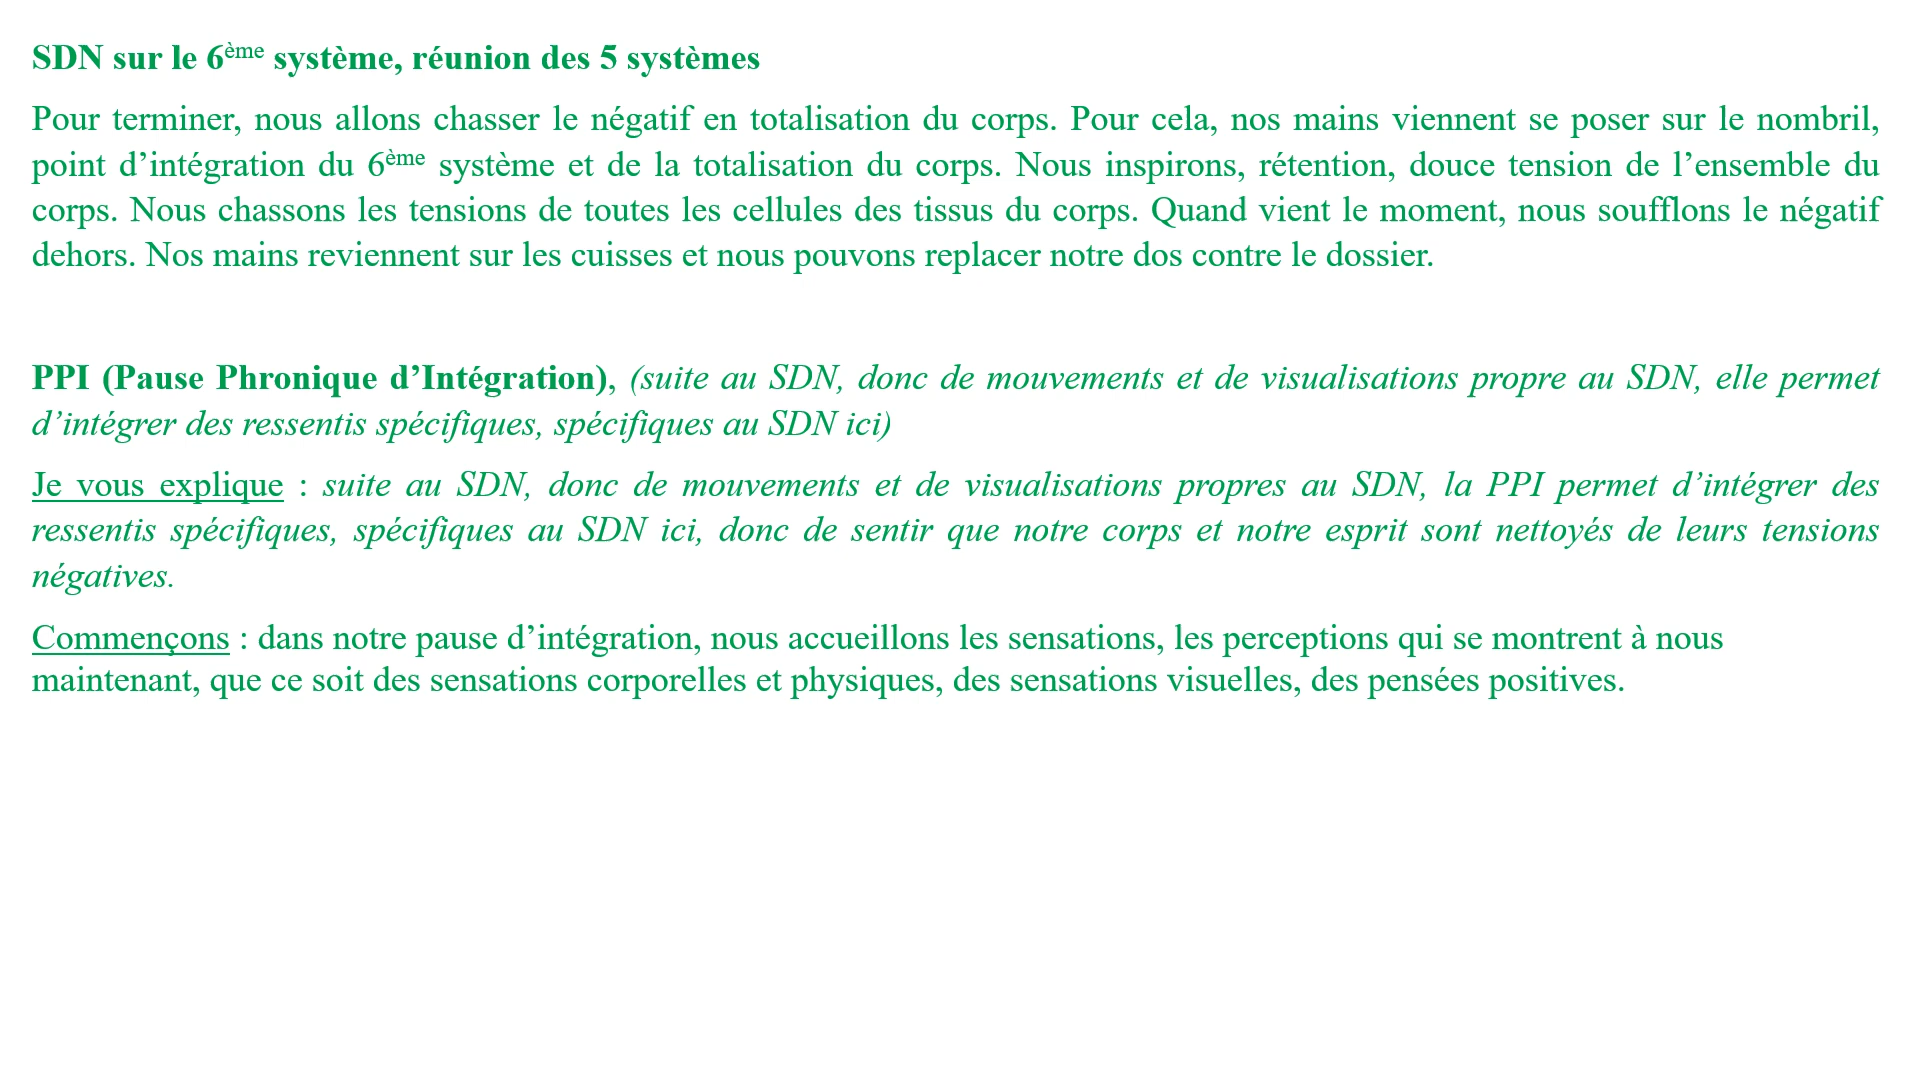 SDN sur le 6ème système, réunion des 5 systèmes
Pour terminer, nous allons chasser le négatif en totalisation du corps. Pour cela, nos mains viennent se poser sur le nombril,
point d’intégration du 6ème système et de la totalisation du corps. Nous inspirons, rétention, douce tension de l’ensemble du
corps. Nous chassons les tensions de toutes les cellules des tissus du corps. Quand vient le moment, nous soufflons le négatif
dehors. Nos mains reviennent sur les cuisses et nous pouvons replacer notre dos contre le dossier.
PPI (Pause Phronique d’Intégration), (suite au SDN, donc de mouvements et de visualisations propre au SDN, elle permet
d’intégrer des ressentis spécifiques, spécifiques au SDN ici)
Je vous explique : suite au SDN, donc de mouvements et de visualisations propres au SDN, la PPI permet d’intégrer des
ressentis spécifiques, spécifiques au SDN ici, donc de sentir que notre corps et notre esprit sont nettoyés de leurs tensions
négatives.
Commençons : dans notre pause d’intégration, nous accueillons les sensations, les perceptions qui se montrent à nous
maintenant, que ce soit des sensations corporelles et physiques, des sensations visuelles, des pensées positives.